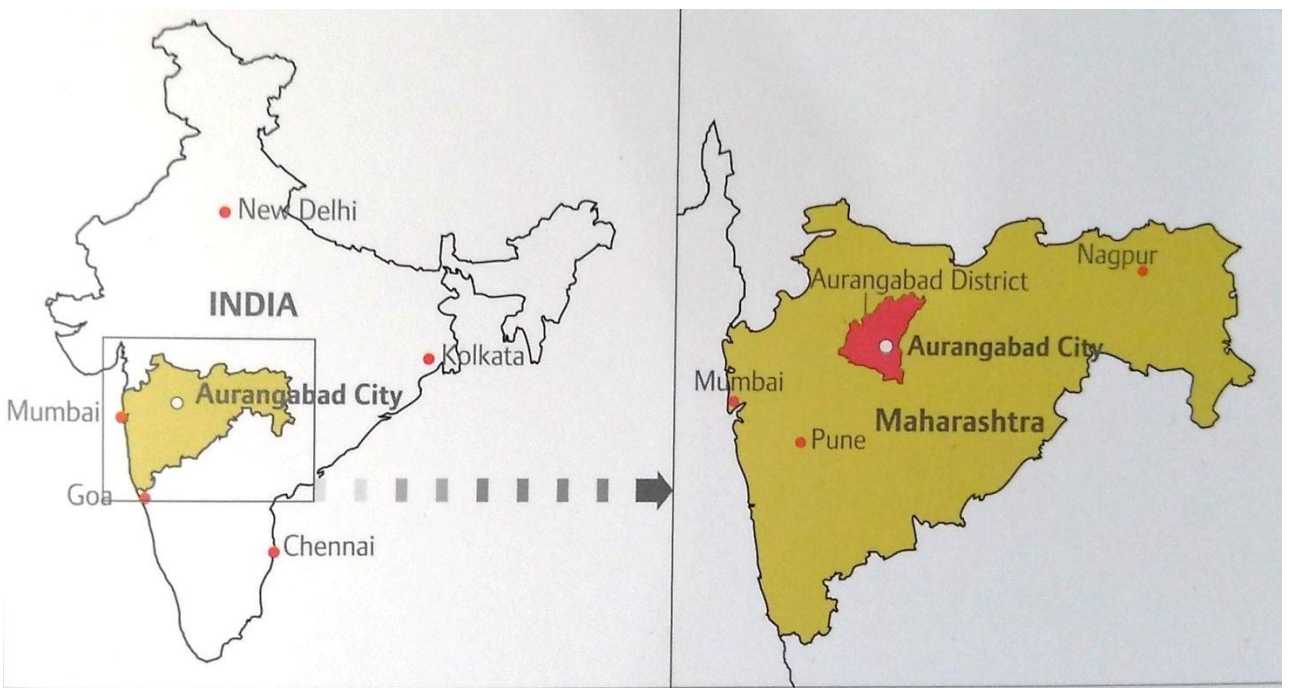 New Delhi
INDIA
Kolkata
Aurangabad City
Mumbai
Goa
Chennai
Nagpur
Aurangabad District
Aurangabad City
Mumbai
Maharashtra
Pune